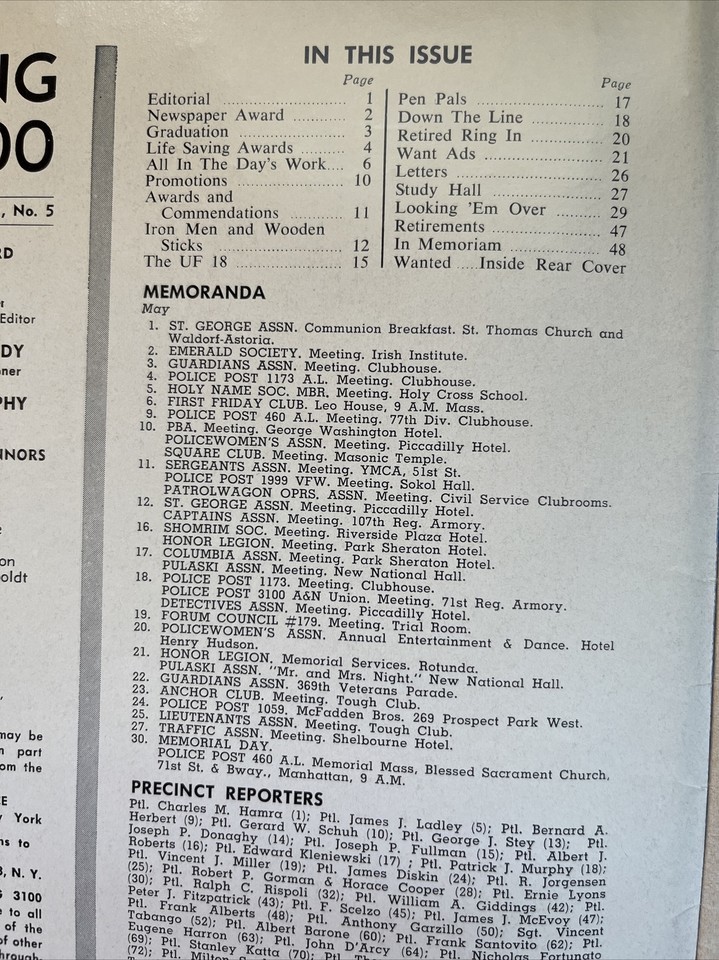 NG
00
, No. 5
RD
r
Editor
DY
ner
PHY
NNORS
on
oldt
may be
n part
om the
E
York
ns to
B, N. Y.
3100
e to all
of the
of other
hrough.
IN THIS ISSUE
Page
Editorial ........ 1
Newspaper Award ........ 2
Graduation ........ 3
Life Saving Awards ........ 4
All In The Day's Work.... 6
Promotions ........ 10
Awards and
Commendations ........ 11
Iron Men and Wooden
Sticks ........ 12
The UF 18 ........ 15
Page
Pen Pals ........ 17
Down The Line ........ 18
Retired Ring In ........ 20
Want Ads ........ 21
Letters ........ 26
Study Hall ........ 27
Looking 'Em Over ........ 29
Retirements ........ 47
In Memoriam ........ 48
Wanted .....Inside Rear Cover
MEMORANDA
May
1. ST. GEORGE ASSN. Communion Breakfast. St. Thomas Church and
Waldorf-Astoria.
2. EMERALD SOCIETY. Meeting. Irish Institute.
3. GUARDIANS ASSN. Meeting. Clubhouse.
4. POLICE POST 1173 A.L. Meeting. Clubhouse.
5. HOLY NAME SOC. MBR. Meeting. Holy Cross School.
6. FIRST FRIDAY CLUB. Leo House, 9 A.M. Mass.
9. POLICE POST 460 A.L. Meeting. 77th Div. Clubhouse.
10. PBA. Meeting. George Washington Hotel.
POLICEWOMEN'S ASSN. Meeting. Piccadilly Hotel.
SQUARE CLUB. Meeting. Masonic Temple.
11. SERGEANTS ASSN. Meeting. YMCA, 51st St.
POLICE POST 1999 VFW. Meeting. Sokol Hall.
PATROLWAGON OPRS. ASSN. Meeting. Civil Service Clubrooms.
12. ST. GEORGE ASSN. Meeting. Piccadilly Hotel.
CAPTAINS ASSN. Meeting. 107th Reg. Armory.
16. SHOMRIM SOC. Meeting. Riverside Plaza Hotel.
HONOR LEGION. Meeting. Park Sheraton Hotel.
17. COLUMBIA ASSN. Meeting. Park Sheraton Hotel.
PULASKI ASSN. Meeting. New National Hall.
18. POLICE POST 1173. Meeting. Clubhouse.
POLICE POST 3100 A&N Union. Meeting. 71st Reg. Armory.
DETECTIVES ASSN. Meeting. Piccadilly Hotel.
19. FORUM COUNCIL #179. Meeting. Trial Room.
20. POLICEWOMEN'S ASSN. Annual Entertainment & Dance. Hotel
Henry Hudson.
21. HONOR LEGION. Memorial Services. Rotunda.
PULASKI ASSN. "Mr. and Mrs. Night." New National Hall.
22. GUARDIANS ASSN. 369th Veterans Parade.
23. ANCHOR CLUB. Meeting. Tough Club.
24. POLICE POST 1059. McFadden Bros. 269 Prospect Park West.
25. LIEUTENANTS ASSN. Meeting. Tough Club.
27. TRAFFIC ASSN. Meeting. Shelbourne Hotel.
30. MEMORIAL DAY.
POLICE POST 460 A.L. Memorial Mass, Blessed Sacrament Church,
71st St. & Bway., Manhattan, 9 A.M.
PRECINCT REPORTERS
Ptl. Charles M. Hamra (1); Ptl. James J. Ladley (5); Ptl. Bernard A.
Herbert (9); Ptl. Gerard W. Schuh (10); Ptl. George J. Stey (13); Ptl.
Joseph P. Donaghy (14); Ptl. Joseph P. Fullman (15); Ptl. Albert J.
Roberts (16); Ptl. Edward Kleniewski (17) ; Ptl. Patrick J. Murphy (18);
Ptl. Vincent J. Miller (19); Ptl. James Diskin (24); Ptl. R. Jorgensen
(25); Ptl. Robert P. Gorman & Horace Cooper (28); Ptl. Ernie Lyons
(30); Ptl. Ralph C. Rispoli (32); Ptl. William A. Giddings (42); Ptl.
Peter J. Fitzpatrick (43); Ptl. F. Scelzo (45); Ptl. James J. McEvoy (47);
Ptl. Frank Alberts (48); Ptl. Anthony Garzillo (50); Sgt. Vincent
Tabango (52); Ptl. Albert Barone (60); Ptl. Frank Santovito (62); Ptl.
Eugene Harron (63); Ptl. John D'Arcy (64); Ptl. Nicholas Fortunato
(69); Ptl. Stanley Katta (70); Ptl.
(72); Ptl. Milton